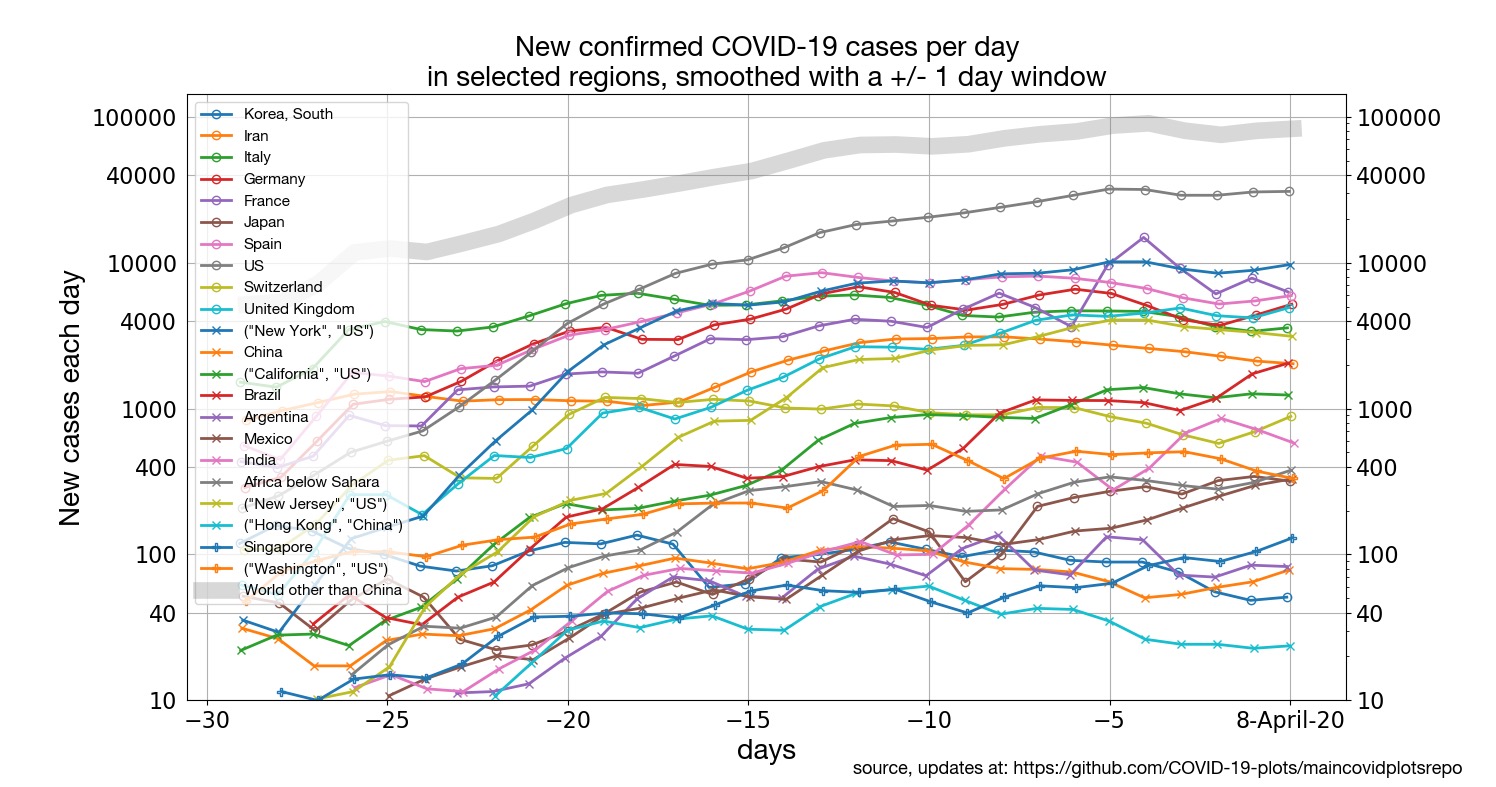 New confirmed COVID-19 cases per day
in selected regions, smoothed with a +/- 1 day window
New cases each day
100000
40000
10000
4000
1000
400
100
40
10
Korea, South
Iran
Italy
Germany
France
Japan
Spain
US
Switzerland
United Kingdom
("New York", "US")
China
("California", "US")
Brazil
Argentina
Mexico
India
Africa below Sahara
("New Jersey", "US")
("Hong Kong", "China")
Singapore
("Washington", "US")
World other than China
100000
40000
10000
4000
1000
400
100
40
10
−30 −25 −20 −15 −10 −5 8-April-20
days
source, updates at: https://github.com/COVID-19-plots/maincovidplotsrepo